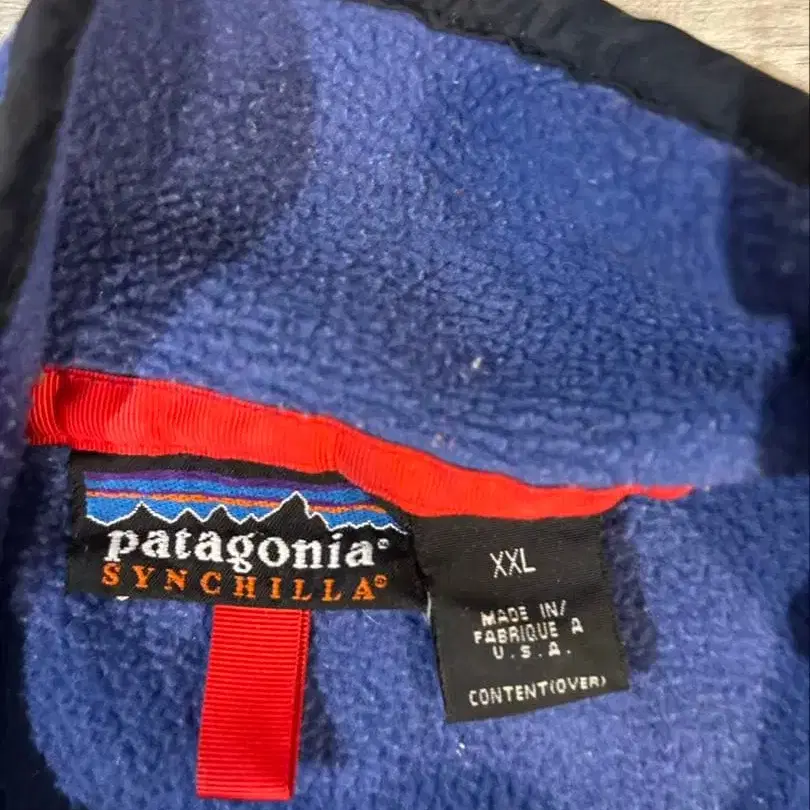 patagonia®
SYNCHILLA®
XXL
MADE IN/
FABRIQUE A
U.S.A.
CONTENT(OVER)